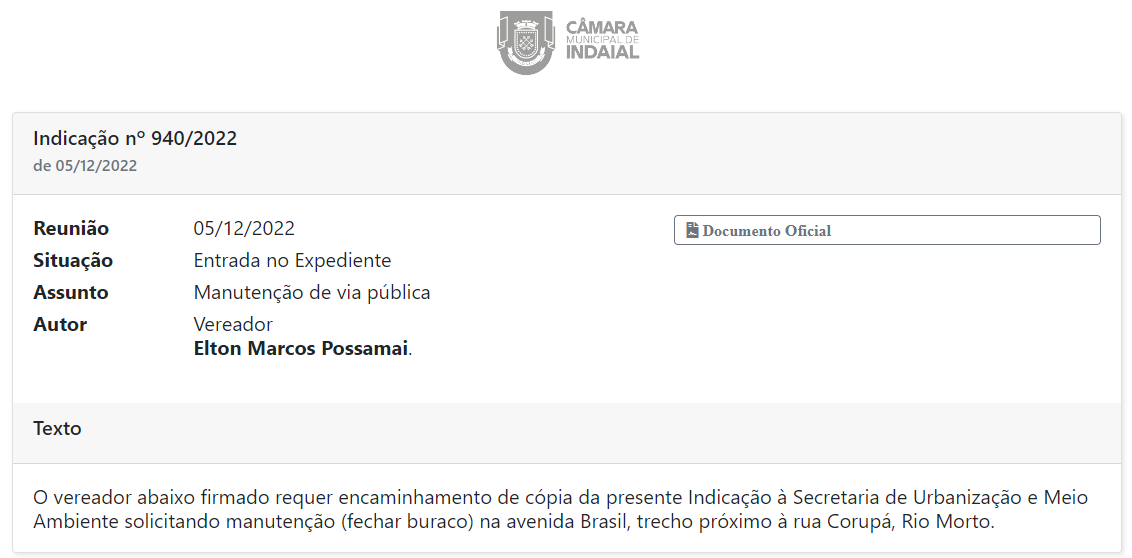 CÂMARA
MUNICIPAL DE
INDAIAL
Indicação nº 940/2022
de 05/12/2022
Reunião 05/12/2022
Documento Oficial
Situação Entrada no Expediente
Assunto Manutenção de via pública
Autor Vereador
Elton Marcos Possamai.
Texto
O vereador abaixo firmado requer encaminhamento de cópia da presente Indicação à Secretaria de Urbanização e Meio
Ambiente solicitando manutenção (fechar buraco) na avenida Brasil, trecho próximo à rua Corupá, Rio Morto.